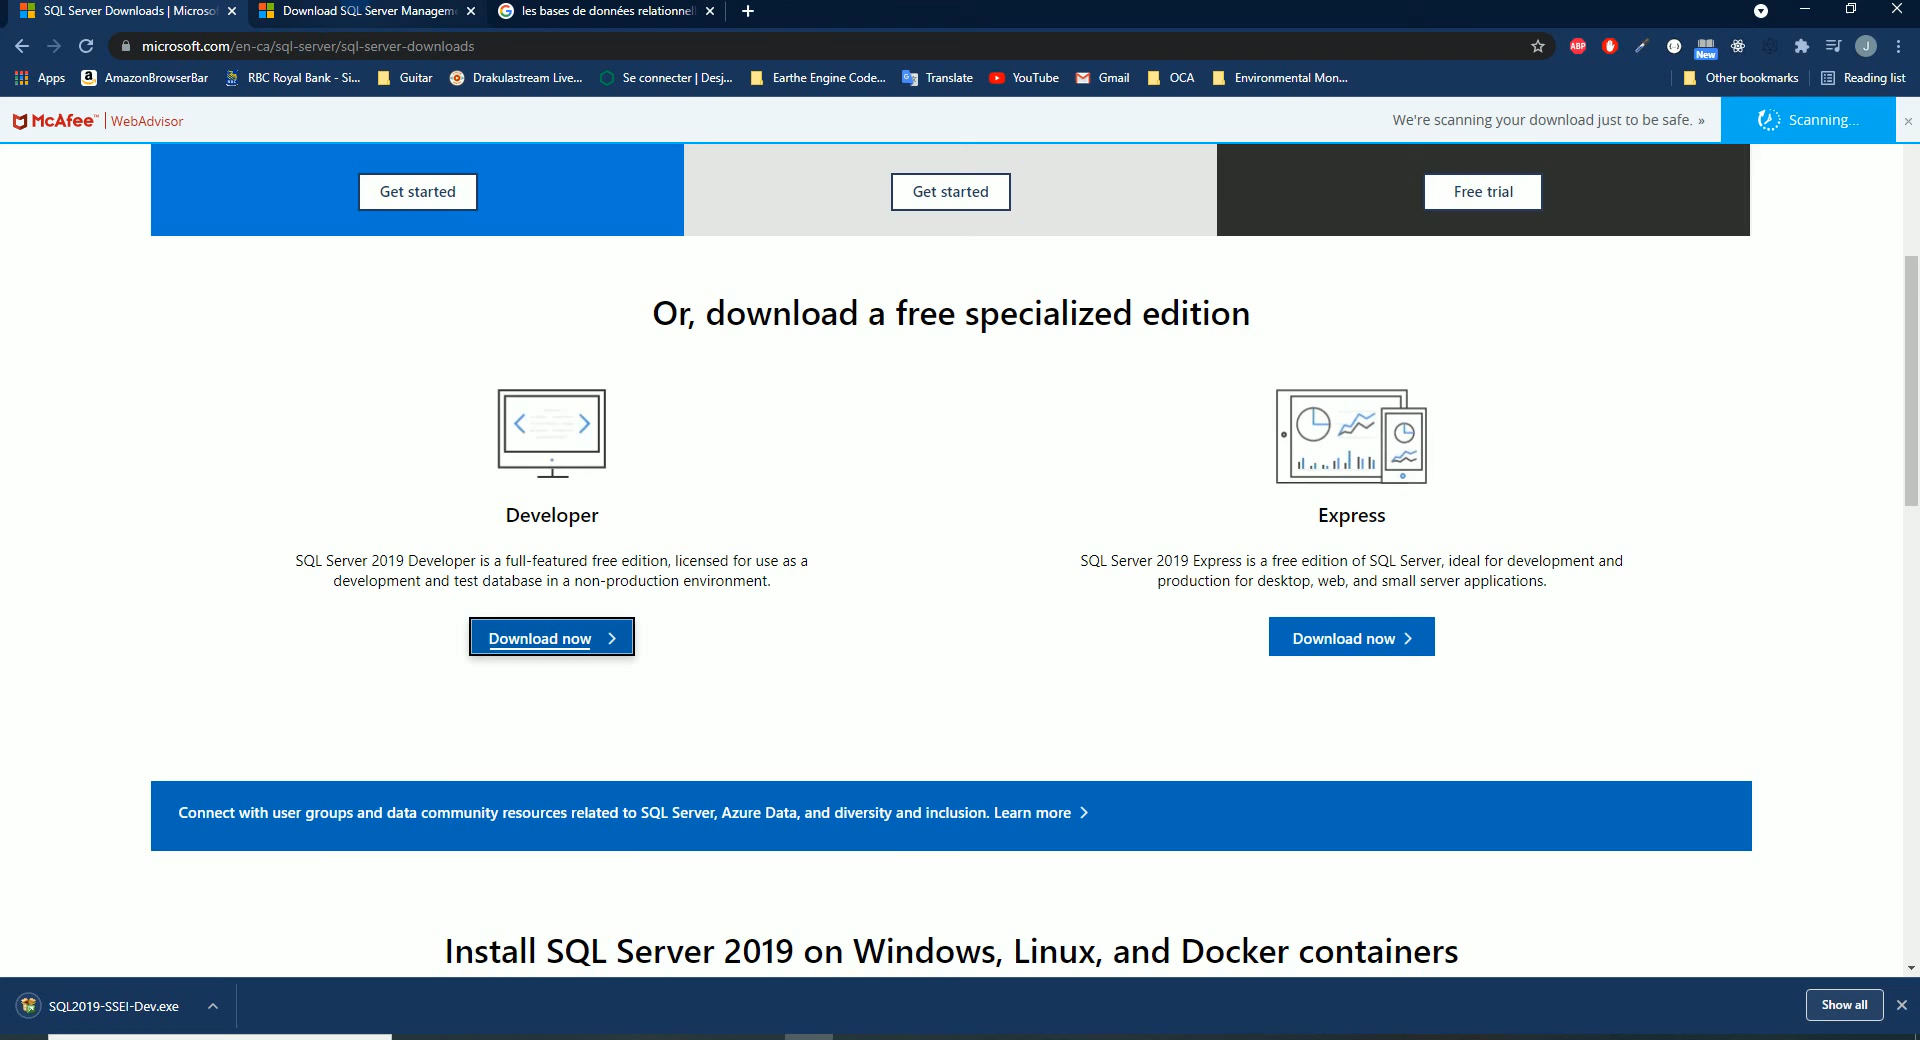 SQL Server Downloads | Microso
Download SQL Server Managem
les bases de données relationnel
microsoft.com/en-ca/sql-server/sql-server-downloads
ABP
New
J
Apps
AmazonBrowserBar
RBC Royal Bank - Si...
Guitar
Drakulastream Live...
Se connecter | Desj...
Earthe Engine Code...
Translate
YouTube
Gmail
OCA
Environmental Mon...
Other bookmarks
Reading list
McAfee™ | WebAdvisor
We're scanning your download just to be safe. »
Scanning...
Get started
Get started
Free trial
Or, download a free specialized edition
Developer
SQL Server 2019 Developer is a full-featured free edition, licensed for use as a
development and test database in a non-production environment.
Download now
Express
SQL Server 2019 Express is a free edition of SQL Server, ideal for development and
production for desktop, web, and small server applications.
Download now
Connect with user groups and data community resources related to SQL Server, Azure Data, and diversity and inclusion. Learn more
Install SQL Server 2019 on Windows, Linux, and Docker containers
SQL2019-SSEI-Dev.exe
Show all